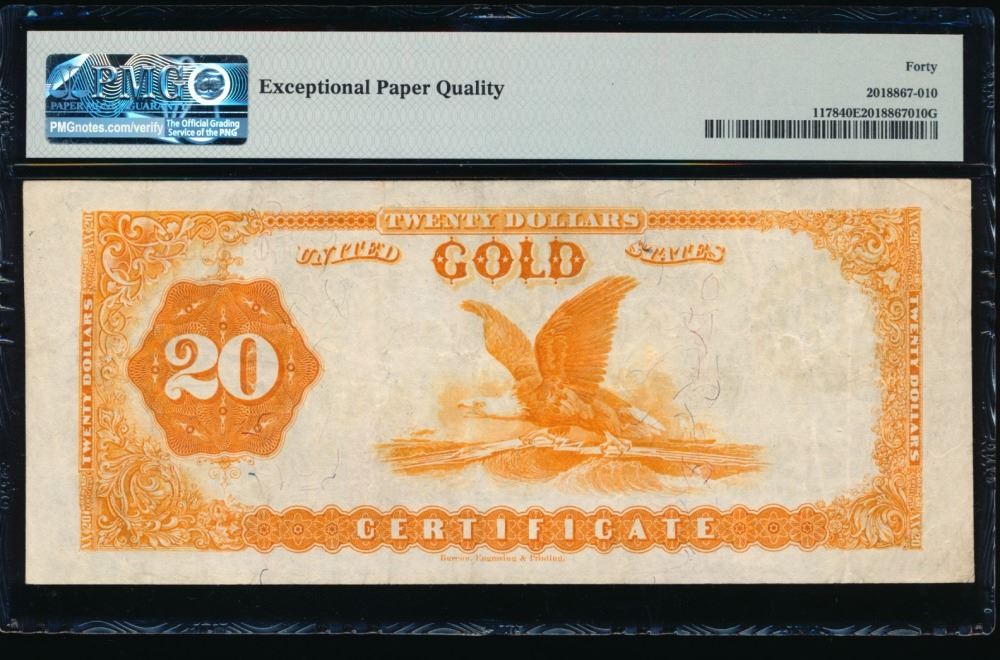 PMG
PAPER MONEY GUARANTY
PMGnotes.com/verify
The Official Grading
Service of the PNG
Exceptional Paper Quality
Forty
2018867-010
117840E2018867010G
TWENTY DOLLARS
UNITED GOLD STATES
TWENTY DOLLARS
20
TWENTY DOLLARS
CERTIFICATE
Bureau, Engraving & Printing.